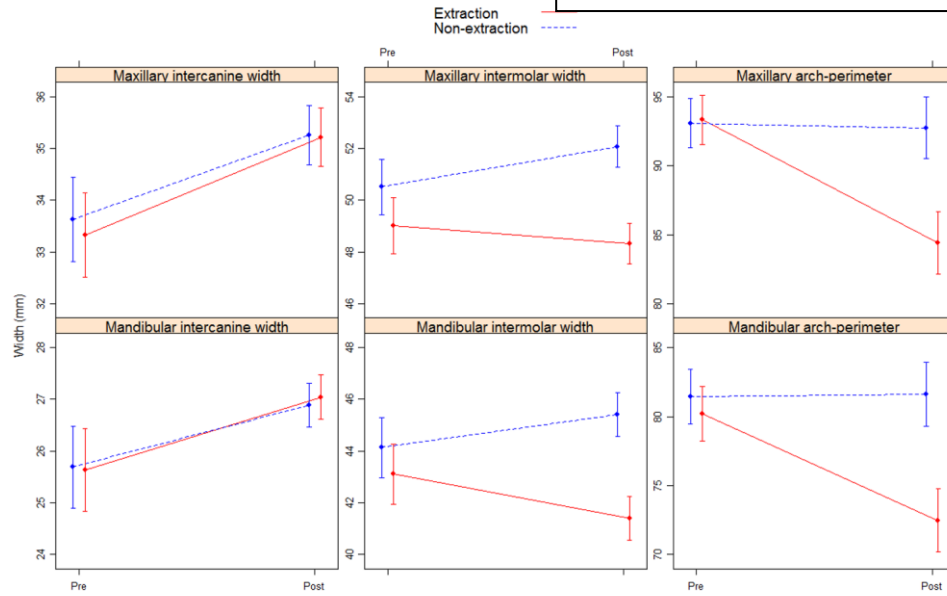 Extraction
Non-extraction
Pre
Post
Maxillary intercanine width
Maxillary intermolar width
Maxillary arch-perimeter
36
35
34
33
32
54
52
50
48
46
95
90
85
80
Width (mm)
Mandibular intercanine width
Mandibular intermolar width
Mandibular arch-perimeter
28
27
26
25
24
48
46
44
42
40
85
80
75
70
Pre
Post
Pre
Post